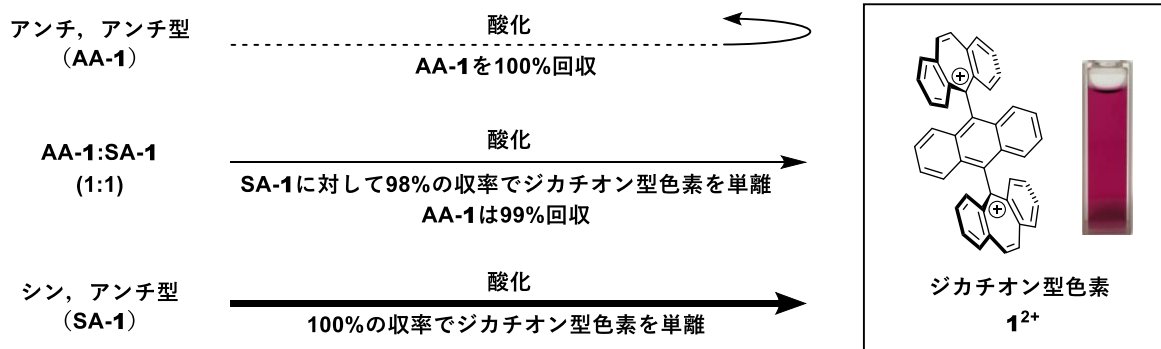 アンチ，アンチ型
（AA-1）
酸化
AA-1を100%回収
AA-1:SA-1
(1:1)
酸化
SA-1に対して98%の収率でジカチオン型色素を単離
AA-1は99%回収
シン，アンチ型
（SA-1）
酸化
100%の収率でジカチオン型色素を単離
+
+
ジカチオン型色素
1²⁺